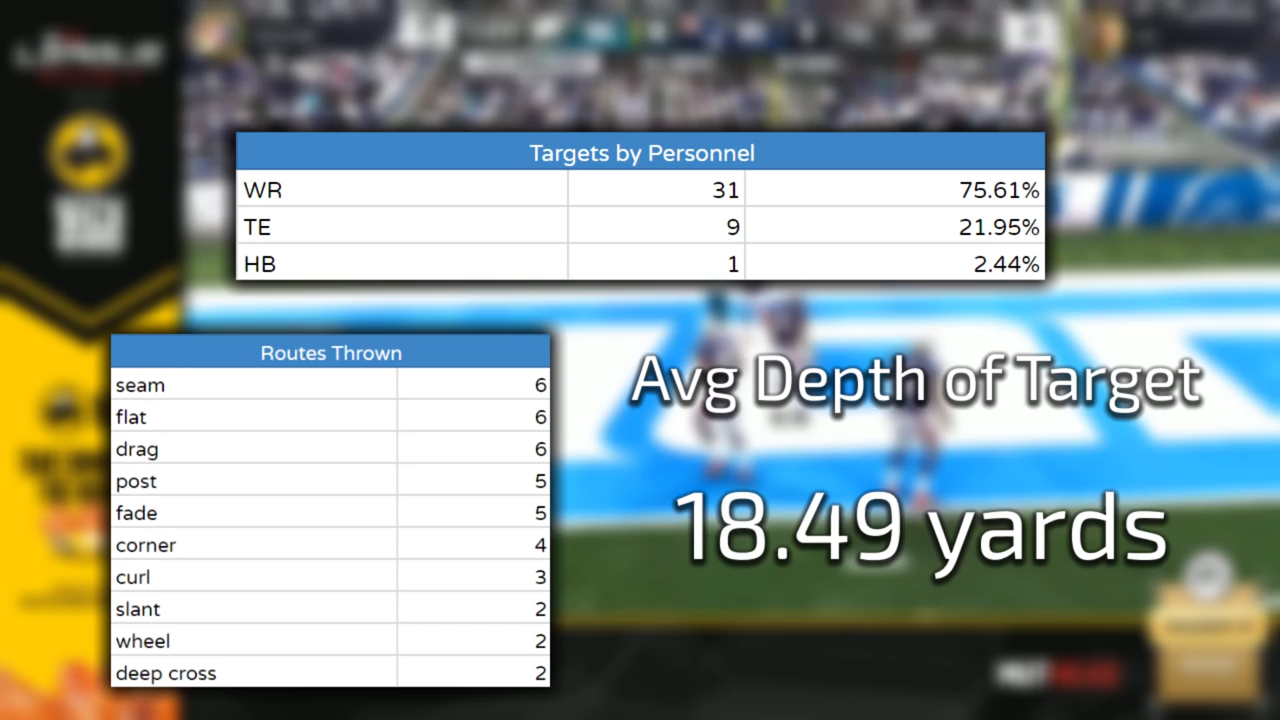 Targets by Personnel
WR 31 75.61%
TE 9 21.95%
HB 1 2.44%
Routes Thrown
seam 6
flat 6
drag 6
post 5
fade 5
corner 4
curl 3
slant 2
wheel 2
deep cross 2
Avg Depth of Target
18.49 yards